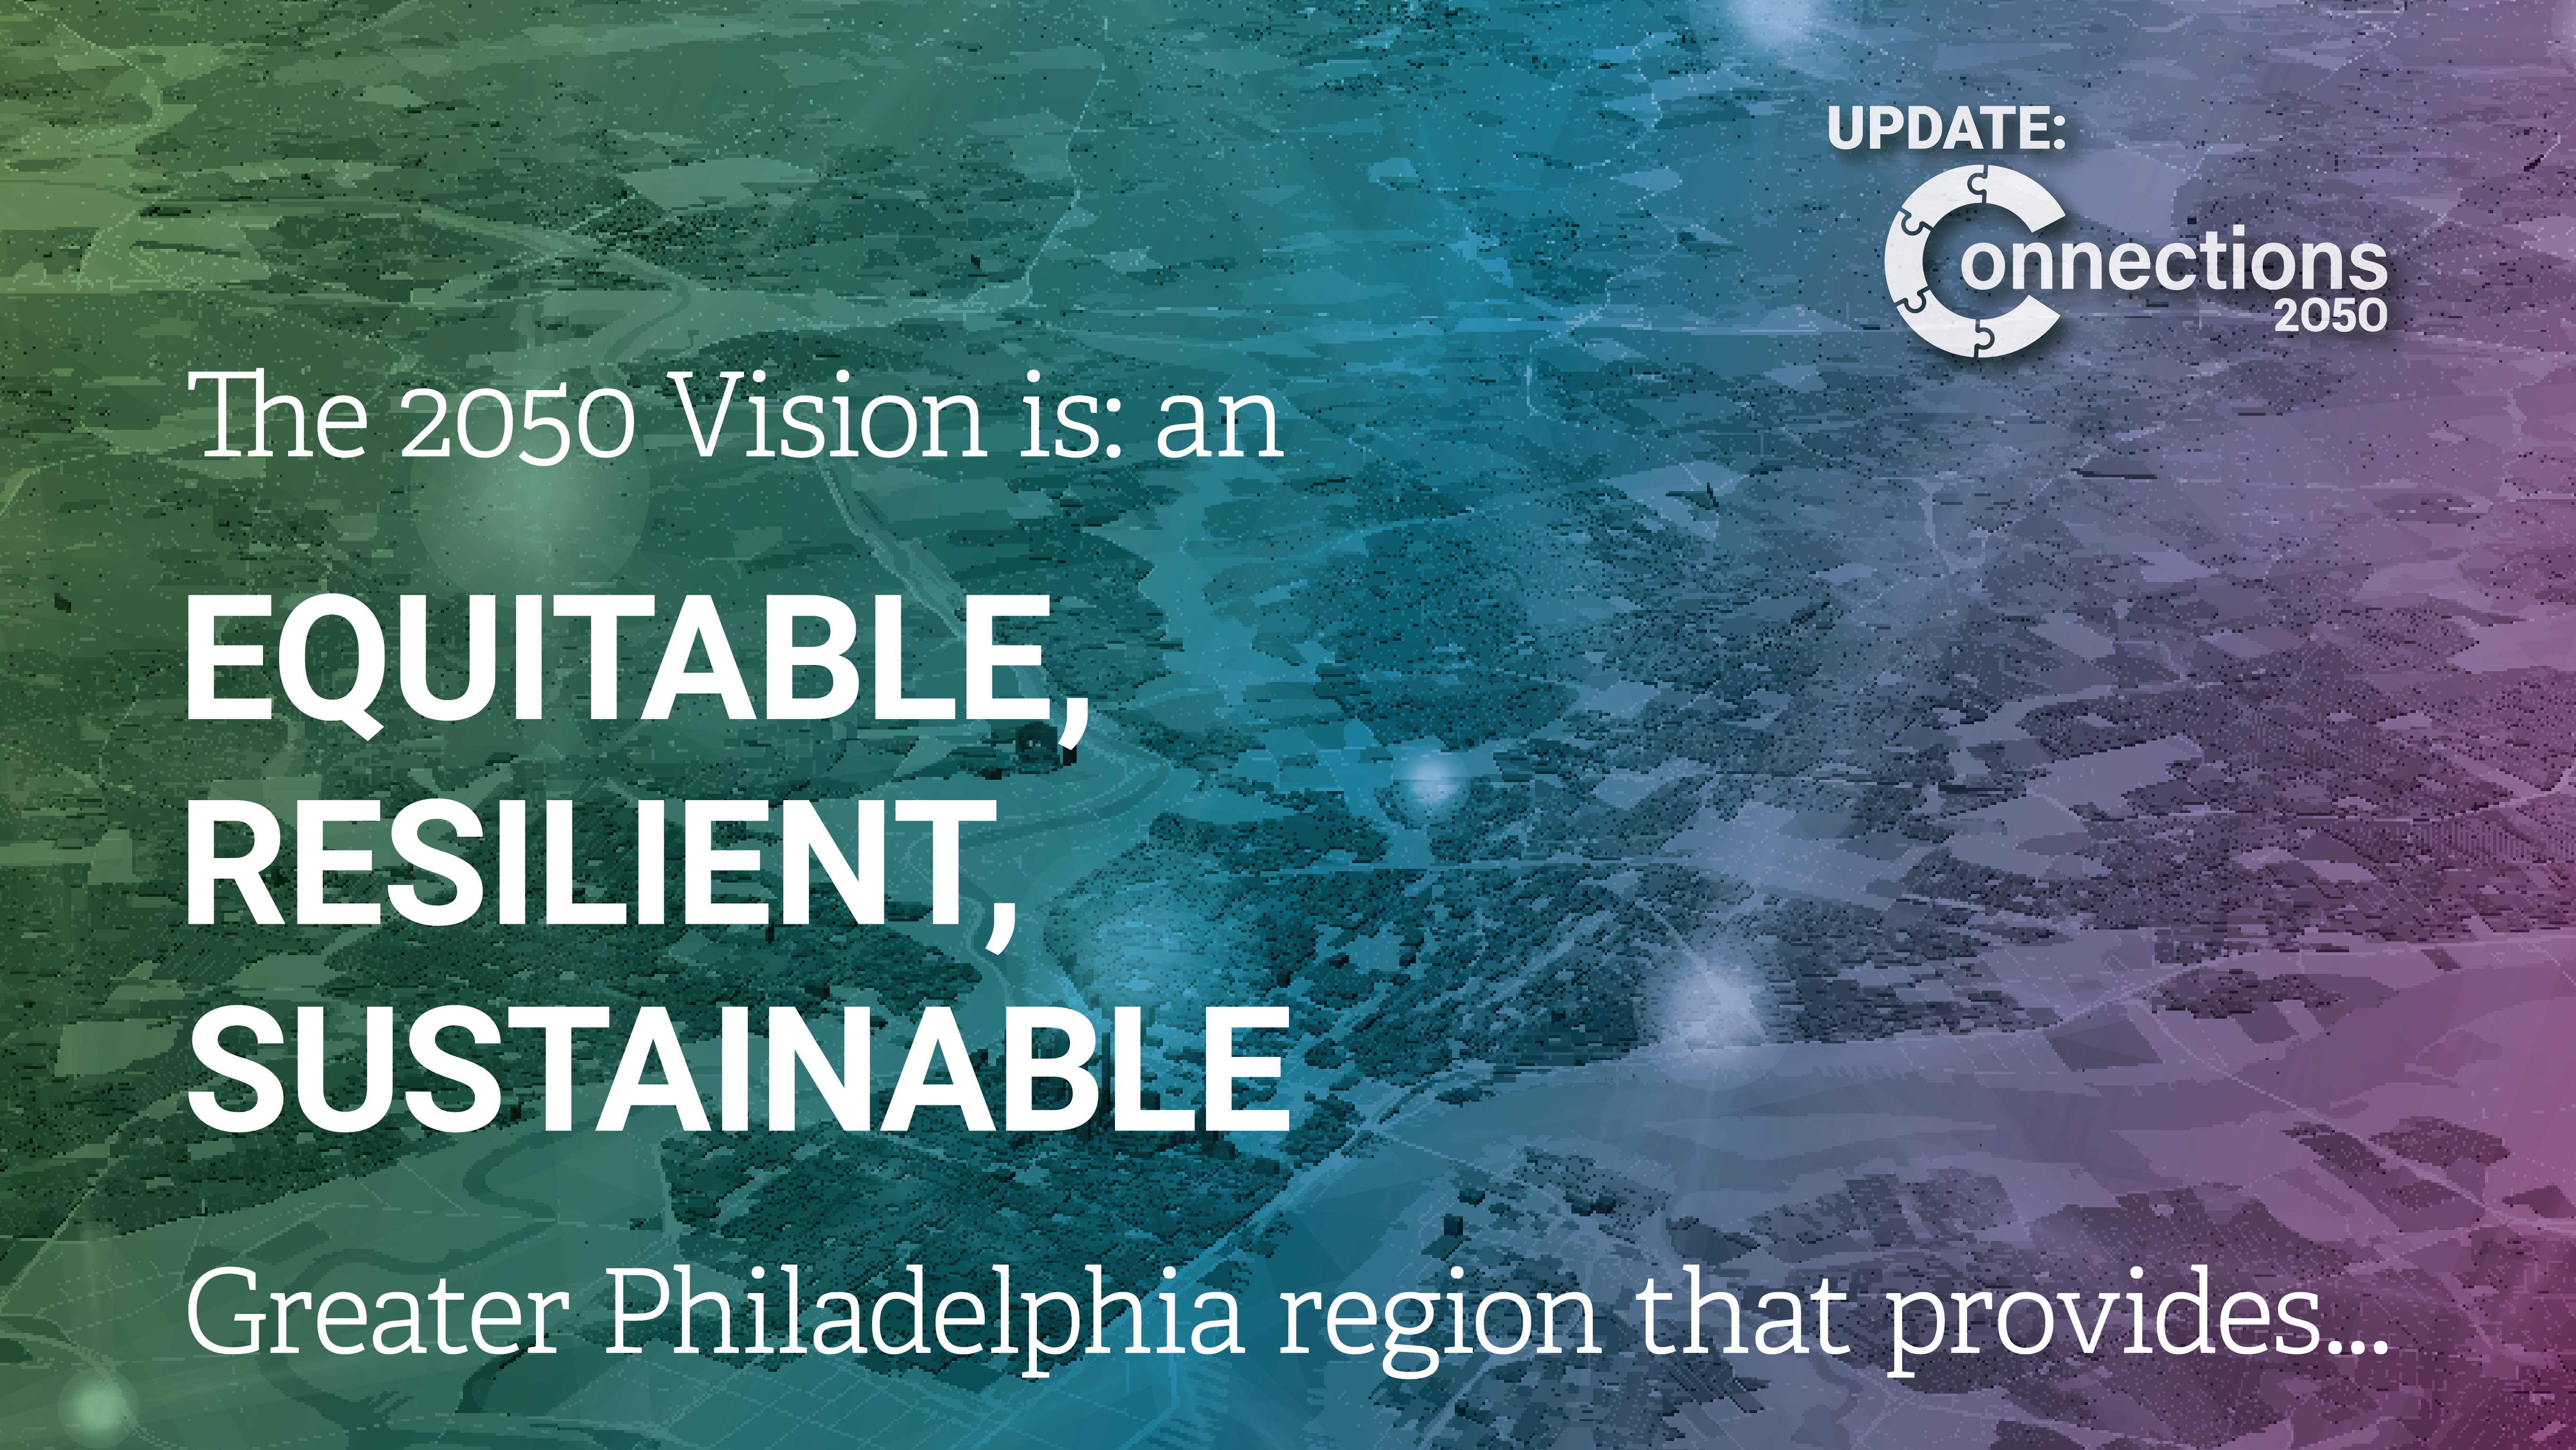 UPDATE:
Connections
2050
The 2050 Vision is: an
EQUITABLE,
RESILIENT,
SUSTAINABLE
Greater Philadelphia region that provides...